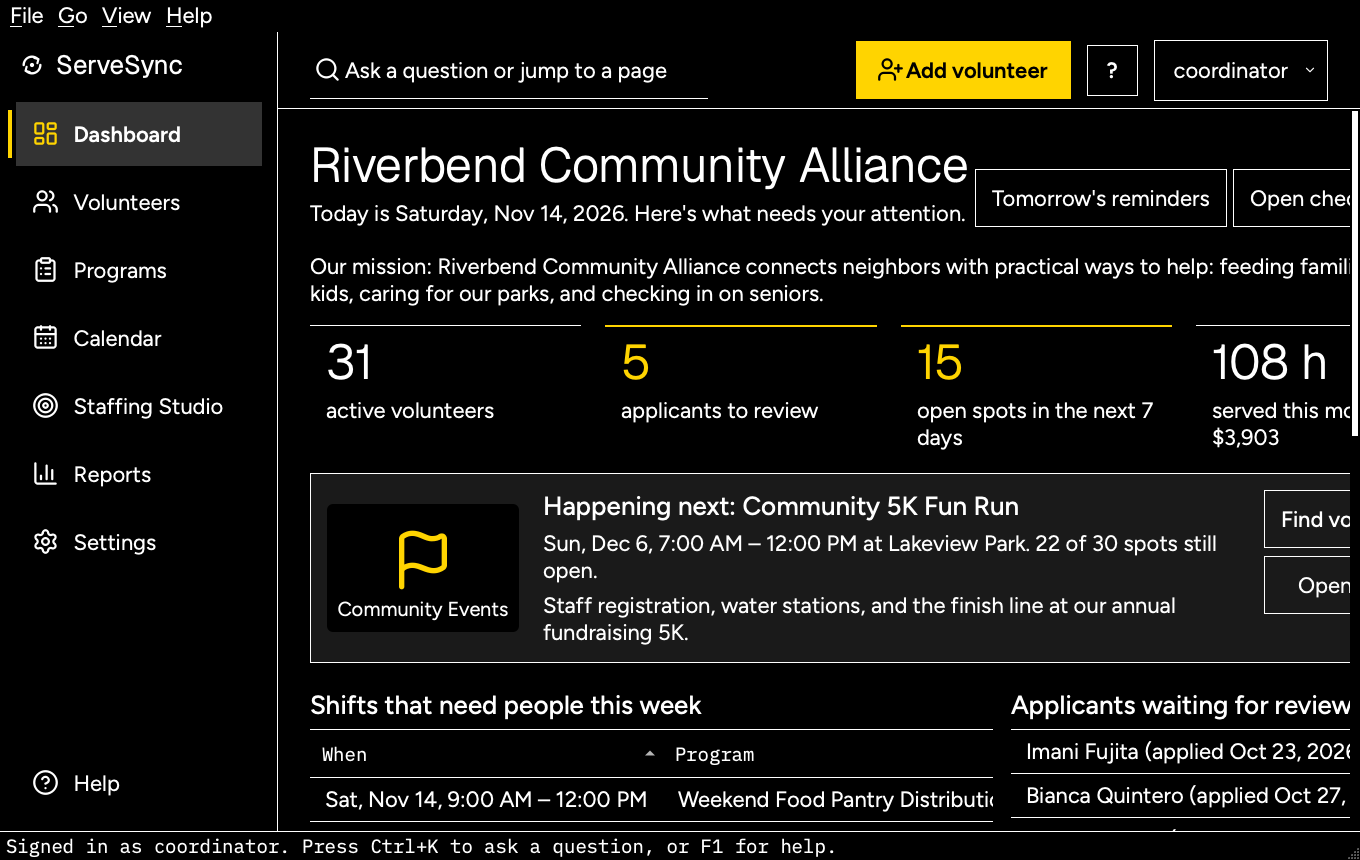 File Go View Help
ServeSync
Ask a question or jump to a page
Add volunteer
?
coordinator
Dashboard
Volunteers
Programs
Calendar
Staffing Studio
Reports
Settings
Help
Riverbend Community Alliance
Today is Saturday, Nov 14, 2026. Here's what needs your attention.
Tomorrow's reminders
Open
Our mission: Riverbend Community Alliance connects neighbors with practical ways to help: feeding
kids, caring for our parks, and checking in on seniors.
31
active volunteers
5
applicants to review
15
open spots in the next 7
days
108 h
served this
$3,903
Community Events
Happening next: Community 5K Fun Run
Sun, Dec 6, 7:00 AM – 12:00 PM at Lakeview Park. 22 of 30 spots still
open.
Staff registration, water stations, and the finish line at our annual
fundraising 5K.
Find
Open
Shifts that need people this week
When Program
Sat, Nov 14, 9:00 AM – 12:00 PM Weekend Food Pantry
Applicants waiting for review
Imani Fujita (applied Oct 23, 2026
Bianca Quintero (applied Oct 27,
Signed in as coordinator. Press Ctrl+K to ask a question, or F1 for help.